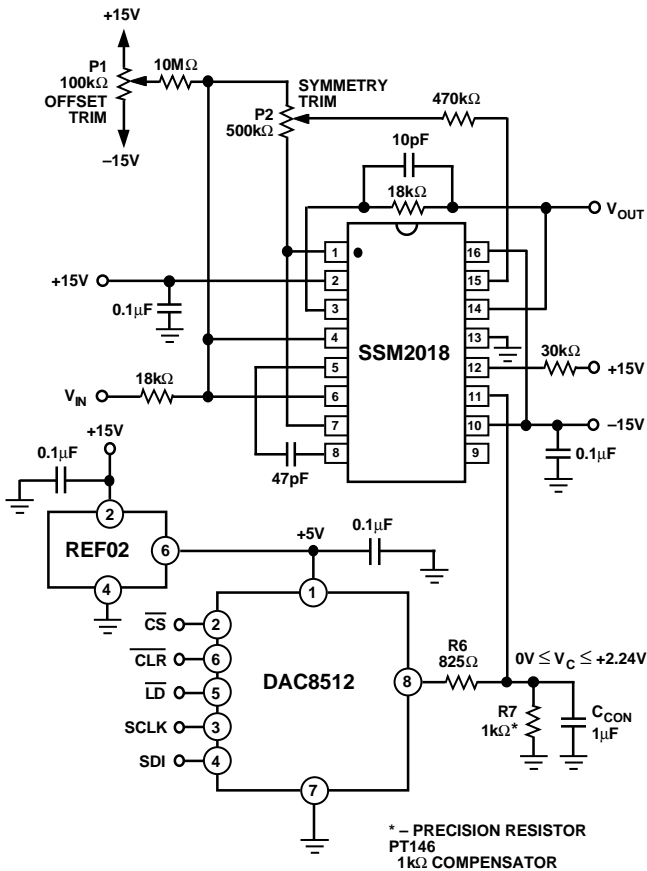 +15V
P1
100kΩ
OFFSET
TRIM
–15V
10MΩ
P2
500kΩ
SYMMETRY
TRIM
470kΩ
10pF
18kΩ
V_OUT
+15V
0.1μF
V_IN
18kΩ
47pF
1
2
3
4
5
6
7
8
SSM2018
16
15
14
13
12
11
10
9
30kΩ
+15V
–15V
0.1μF
+15V
0.1μF
2
REF02
6
4
+5V
0.1μF
1
CS
2
CLR
6
LD
5
SCLK
3
SDI
4
DAC8512
8
7
R6
825Ω
0V ≤ V_C ≤ +2.24V
R7
1kΩ*
C_CON
1μF
* – PRECISION RESISTOR
PT146
1kΩ COMPENSATOR